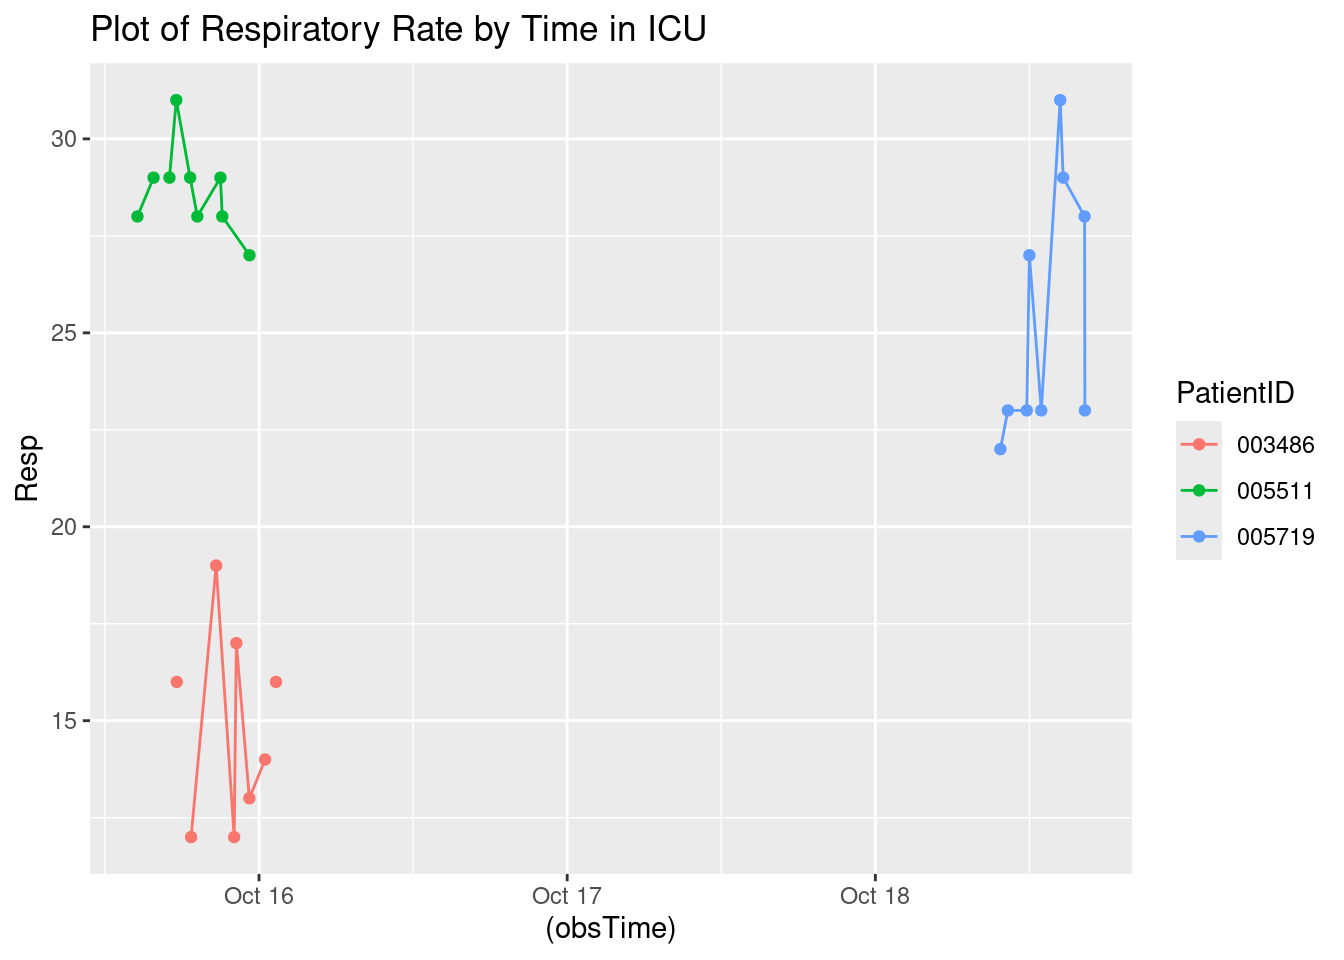 Plot of Respiratory Rate by Time in ICU
30
25
20
15
Resp
Oct 16
Oct 17
Oct 18
(obsTime)
PatientID
003486
005511
005719